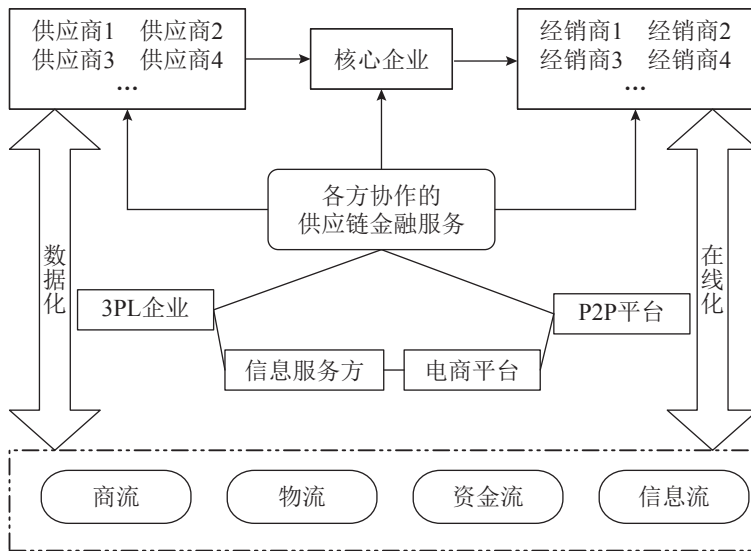 供应商1 供应商2
供应商3 供应商4
…
核心企业
经销商1 经销商2
经销商3 经销商4
…
各方协作的
供应链金融服务
数据化
在线化
3PL企业
P2P平台
信息服务方
电商平台
商流
物流
资金流
信息流